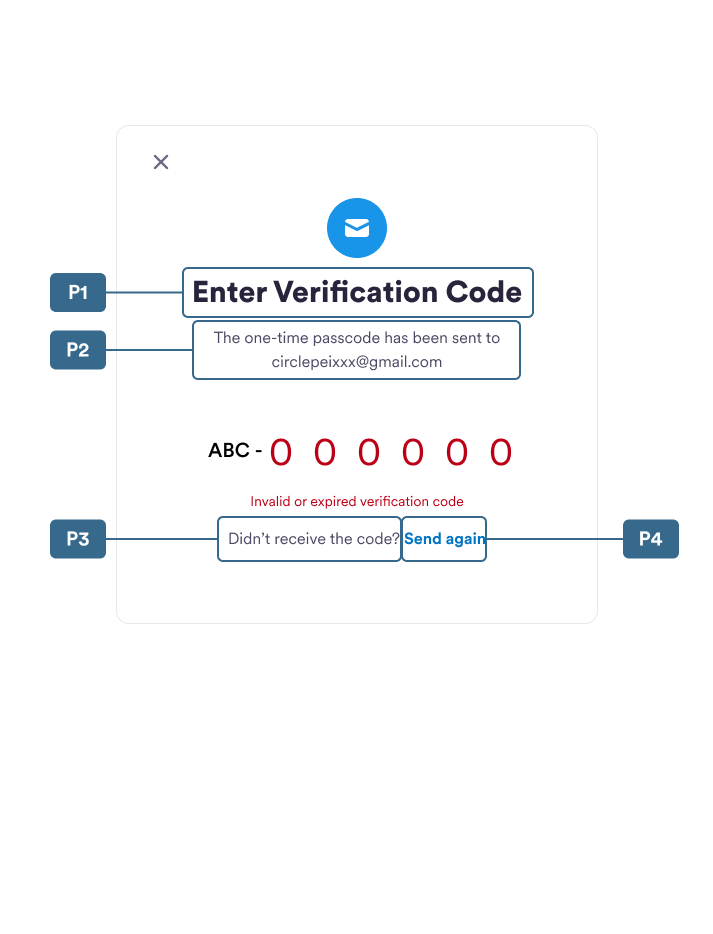 P1
Enter Verification Code
P2
The one-time passcode has been sent to
circlepeixxx@gmail.com
ABC - 0 0 0 0 0 0
Invalid or expired verification code
P3
Didn’t receive the code? Send again
P4